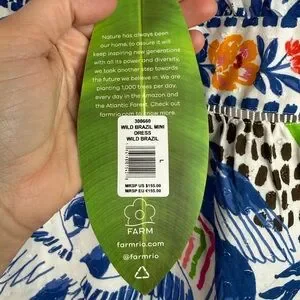 Nature has always been
our home; to assure it will
keep inspiring new generations
with all its power and diversity,
we took another step towards
the future we believe in. We are
planting 1,000 trees per day,
every day in the Amazon and
the Atlantic Forest. Check out
farmrio.com to know more.
300660
WILD BRAZIL MINI
DRESS
WILD BRAZIL
L
MRSP US $155.00
MRSP EU €155.00
FARM
farmrio.com
@farmrio